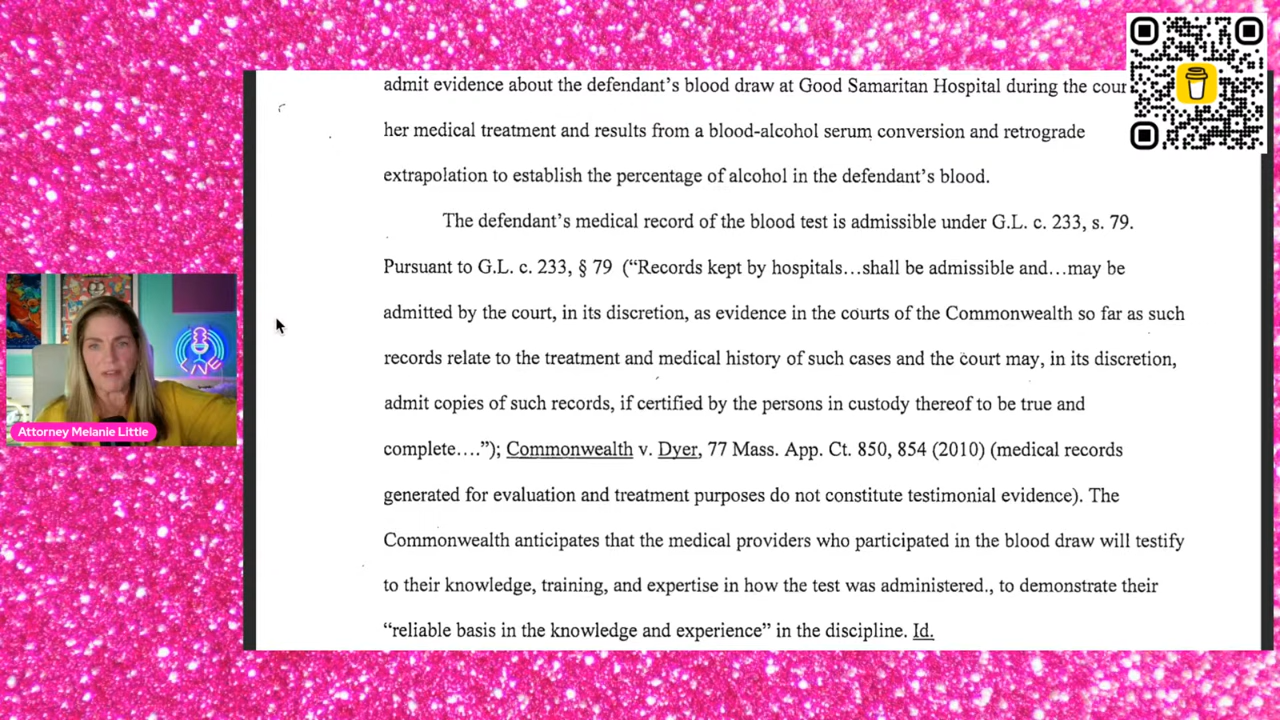 admit evidence about the defendant's blood draw at Good Samaritan Hospital during the
her medical treatment and results from a blood-alcohol serum conversion and retrograde
extrapolation to establish the percentage of alcohol in the defendant's blood.
The defendant's medical record of the blood test is admissible under G.L. c. 233, s. 79.
Pursuant to G.L. c. 233, § 79 ("Records kept by hospitals…shall be admissible and…may be
admitted by the court, in its discretion, as evidence in the courts of the Commonwealth so far as such
records relate to the treatment and medical history of such cases and the court may, in its discretion,
admit copies of such records, if certified by the persons in custody thereof to be true and
complete…."); Commonwealth v. Dyer, 77 Mass. App. Ct. 850, 854 (2010) (medical records
generated for evaluation and treatment purposes do not constitute testimonial evidence). The
Commonwealth anticipates that the medical providers who participated in the blood draw will testify
to their knowledge, training, and expertise in how the test was administered., to demonstrate their
"reliable basis in the knowledge and experience" in the discipline. Id.
Attorney Melanie Little